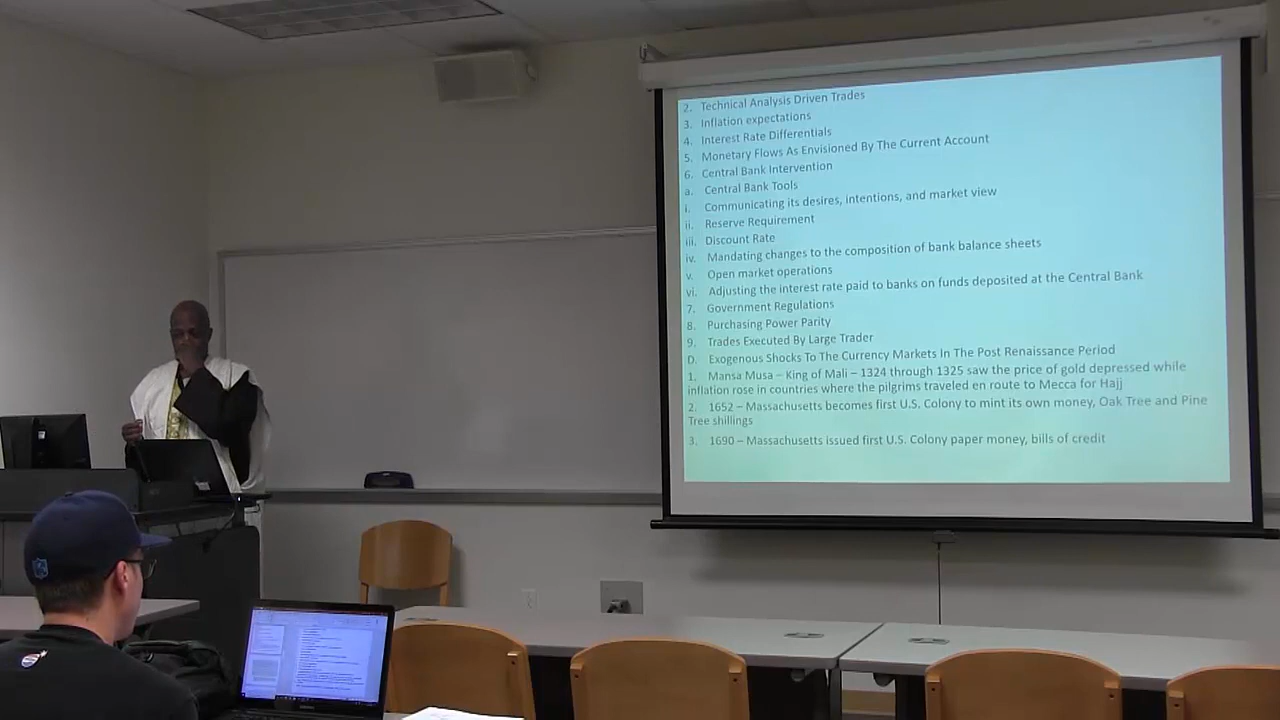 2. Technical Analysis Driven Trades
3. Inflation expectations
4. Interest Rate Differentials
5. Monetary Flows As Envisioned By The Current Account
6. Central Bank Intervention
a. Central Bank Tools
i. Communicating its desires, intentions, and market view
ii. Reserve Requirement
iii. Discount Rate
iv. Mandating changes to the composition of bank balance sheets
v. Open market operations
vi. Adjusting the interest rate paid to banks on funds deposited at the Central Bank
7. Government Regulations
8. Purchasing Power Parity
9. Trades Executed By Large Trader
D. Exogenous Shocks To The Currency Markets In The Post Renaissance Period
1. Mansa Musa – King of Mali – 1324 through 1325 saw the price of gold depressed while
inflation rose in countries where the pilgrims traveled en route to Mecca for Hajj
2. 1652 – Massachusetts becomes first U.S. Colony to mint its own money, Oak Tree and Pine
Tree shillings
3. 1690 – Massachusetts issued first U.S. Colony paper money, bills of credit